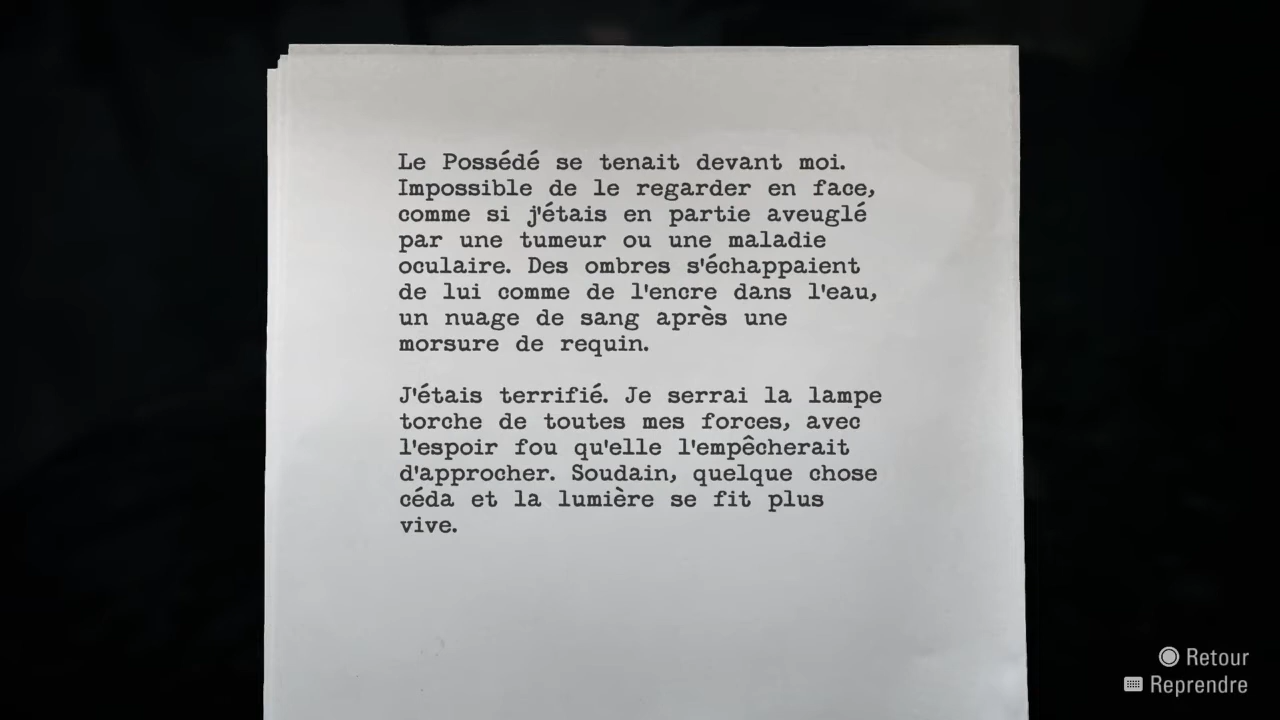 Le Possédé se tenait devant moi.
Impossible de le regarder en face,
comme si j'étais en partie aveuglé
par une tumeur ou une maladie
oculaire. Des ombres s'échappaient
de lui comme de l'encre dans l'eau,
un nuage de sang après une
morsure de requin.
J'étais terrifié. Je serrai la lampe
torche de toutes mes forces, avec
l'espoir fou qu'elle l'empêcherait
d'approcher. Soudain, quelque chose
céda et la lumière se fit plus
vive.
Retour
Reprendre